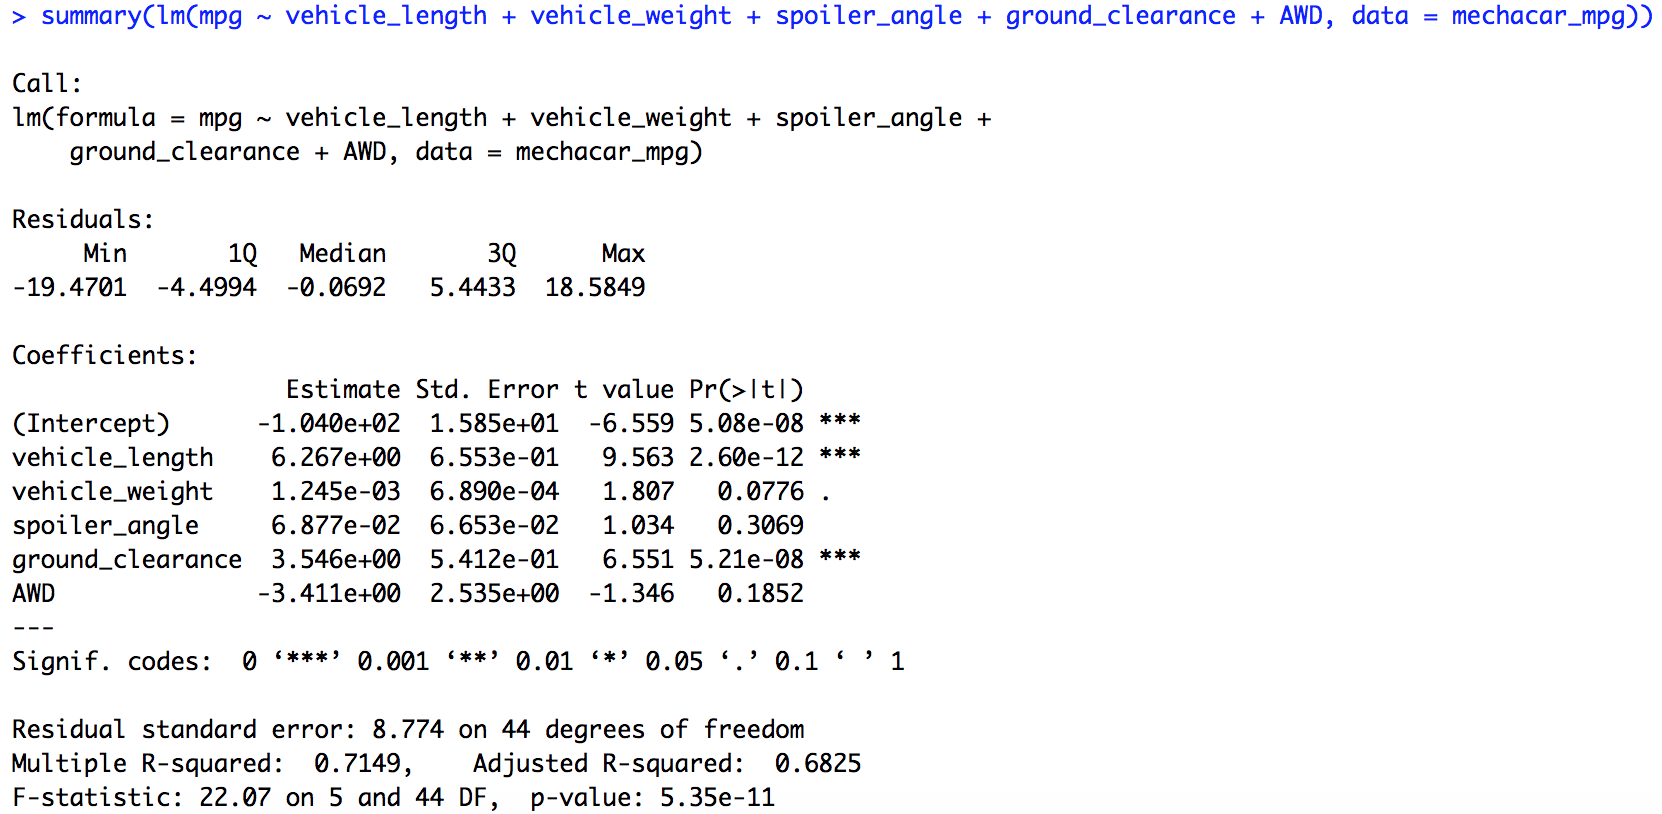 > summary(lm(mpg ~ vehicle_length + vehicle_weight + spoiler_angle + ground_clearance + AWD, data = mechacar_mpg))

Call:
lm(formula = mpg ~ vehicle_length + vehicle_weight + spoiler_angle +
    ground_clearance + AWD, data = mechacar_mpg)

Residuals:
     Min       1Q   Median       3Q      Max
-19.4701  -4.4994  -0.0692   5.4433  18.5849

Coefficients:
                   Estimate Std. Error t value Pr(>|t|)
(Intercept)      -1.040e+02  1.585e+01  -6.559 5.08e-08 ***
vehicle_length    6.267e+00  6.553e-01   9.563 2.60e-12 ***
vehicle_weight    1.245e-03  6.890e-04   1.807   0.0776 .
spoiler_angle     6.877e-02  6.653e-02   1.034   0.3069
ground_clearance  3.546e+00  5.412e-01   6.551 5.21e-08 ***
AWD              -3.411e+00  2.535e+00  -1.346   0.1852
---
Signif. codes:  0 ‘***’ 0.001 ‘**’ 0.01 ‘*’ 0.05 ‘.’ 0.1 ‘ ’ 1

Residual standard error: 8.774 on 44 degrees of freedom
Multiple R-squared:  0.7149,    Adjusted R-squared:  0.6825
F-statistic: 22.07 on 5 and 44 DF,  p-value: 5.35e-11